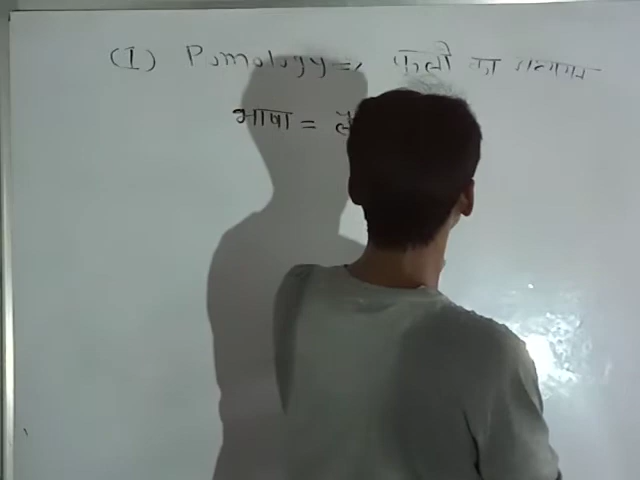 (1) Pomology => फलों का अध्ययन
भाषा =